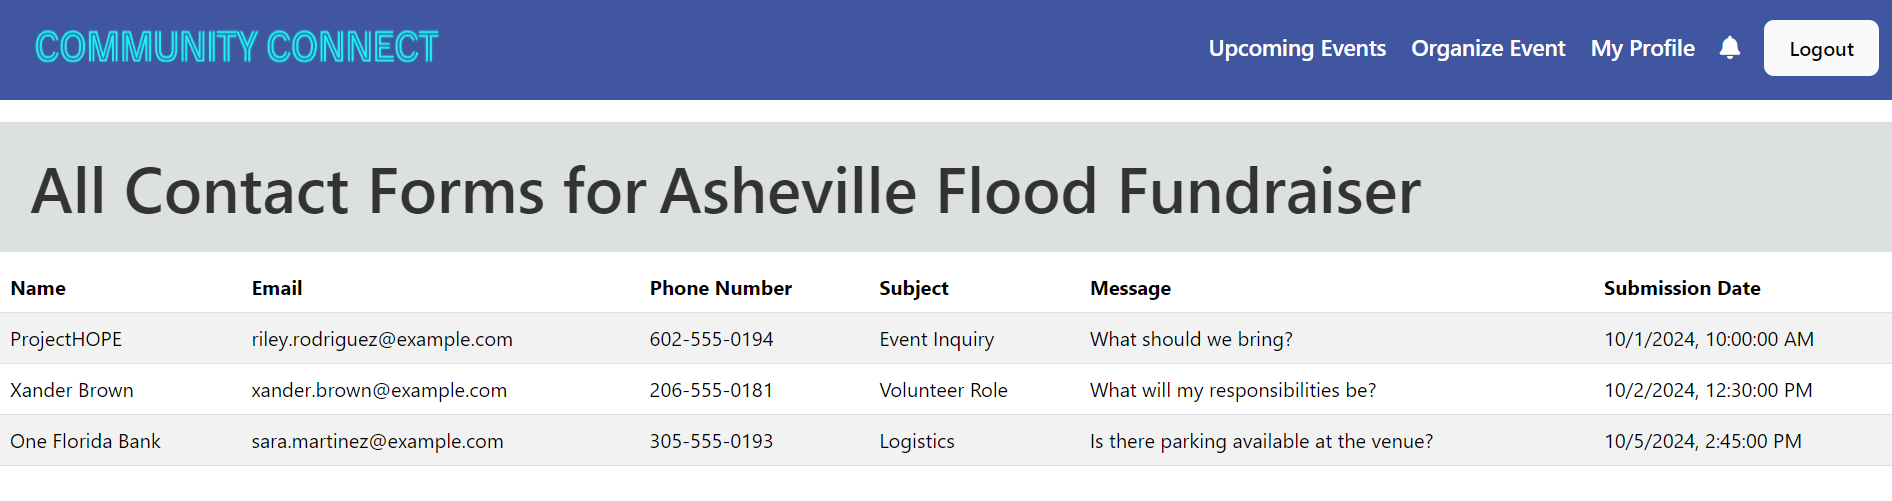 COMMUNITY CONNECT Upcoming Events Organize Event My Profile Logout
All Contact Forms for Asheville Flood Fundraiser
Name Email Phone Number Subject Message Submission Date
ProjectHOPE riley.rodriguez@example.com 602-555-0194 Event Inquiry What should we bring? 10/1/2024, 10:00:00 AM
Xander Brown xander.brown@example.com 206-555-0181 Volunteer Role What will my responsibilities be? 10/2/2024, 12:30:00 PM
One Florida Bank sara.martinez@example.com 305-555-0193 Logistics Is there parking available at the venue? 10/5/2024, 2:45:00 PM